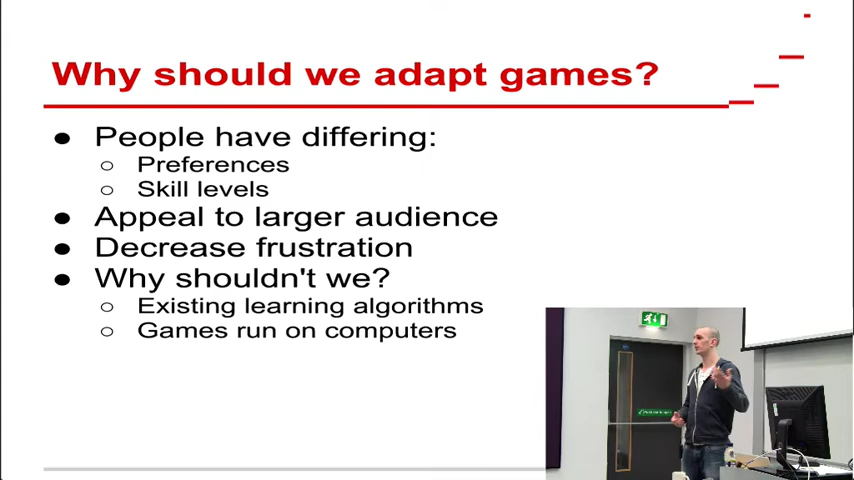 Why should we adapt games?
● People have differing:
○ Preferences
○ Skill levels
● Appeal to larger audience
● Decrease frustration
● Why shouldn't we?
○ Existing learning algorithms
○ Games run on computers